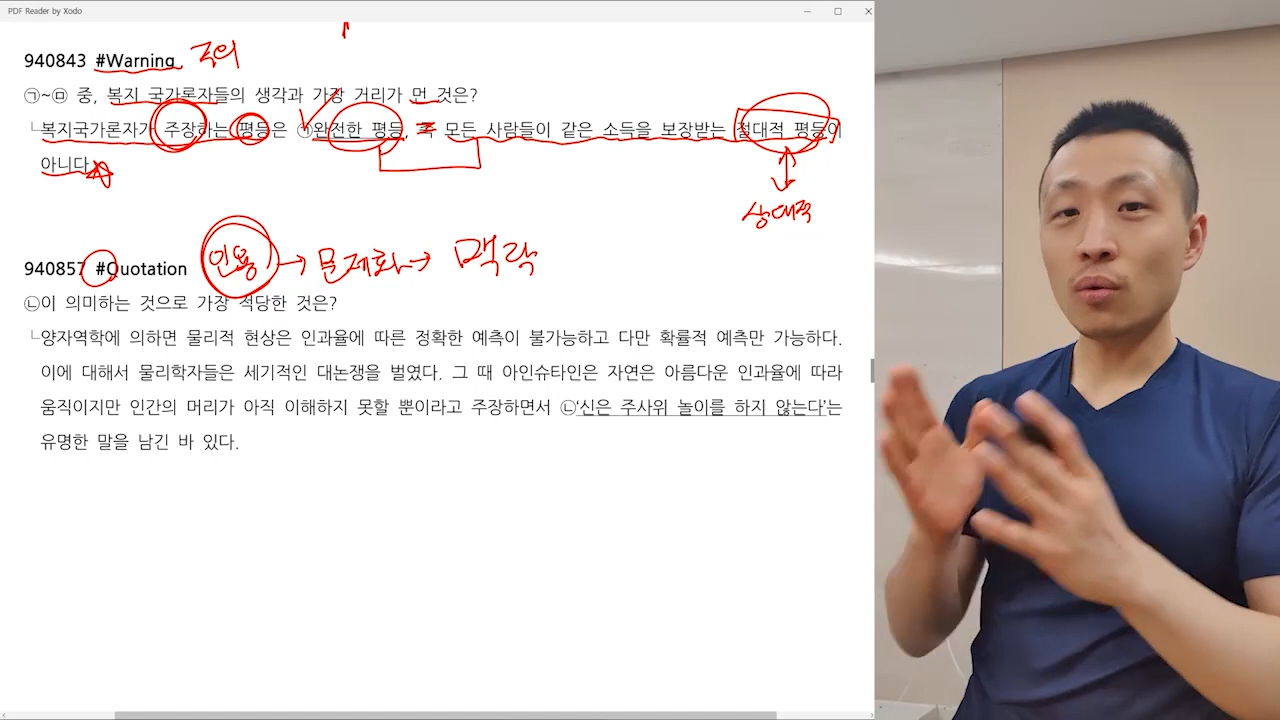 PDF Reader by Xodo
940843 #Warning 주의
㉠~㉤ 중, 복지 국가론자들의 생각과 가장 거리가 먼 것은?
└복지국가론자가 주장하는 평등은 ㉠완전한 평등, 즉 모든 사람들이 같은 소득을 보장받는 절대적 평등이
아니다.
상대적
940857 #Quotation 인용 → 문제화 → 맥락
㉡이 의미하는 것으로 가장 적당한 것은?
└양자역학에 의하면 물리적 현상은 인과율에 따른 정확한 예측이 불가능하고 다만 확률적 예측만 가능하다.
이에 대해서 물리학자들은 세기적인 대논쟁을 벌였다. 그 때 아인슈타인은 자연은 아름다운 인과율에 따라
움직이지만 인간의 머리가 아직 이해하지 못할 뿐이라고 주장하면서 ㉡‘신은 주사위 놀이를 하지 않는다’는
유명한 말을 남긴 바 있다.